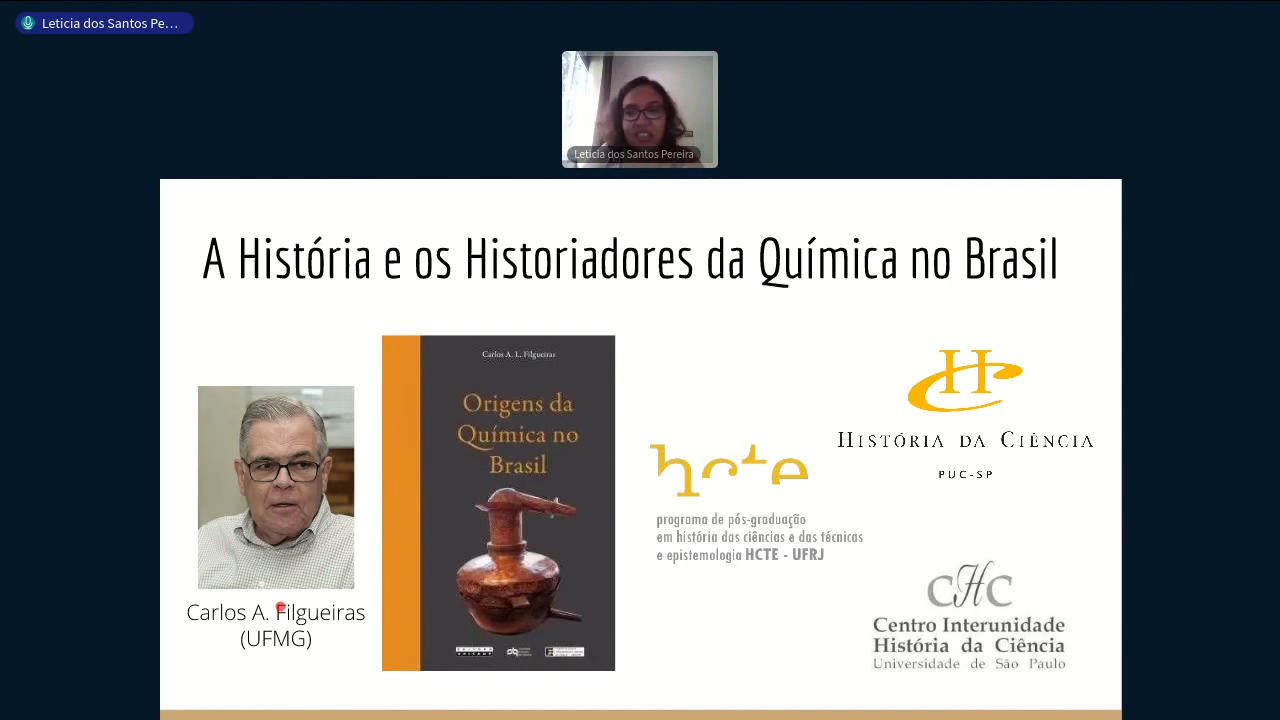 Leticia dos Santos Pe...
Leticia dos Santos Pereira
A História e os Historiadores da Química no Brasil
Carlos A. L. Filgueiras
Origens da
Química no
Brasil
Carlos A. Filgueiras
(UFMG)
hcte
programa de pós-graduação
em história das ciências e das técnicas
e epistemologia HCTE - UFRJ
HC
HISTÓRIA DA CIÊNCIA
PUC-SP
CHC
Centro Interunidade
História da Ciência
Universidade de São Paulo